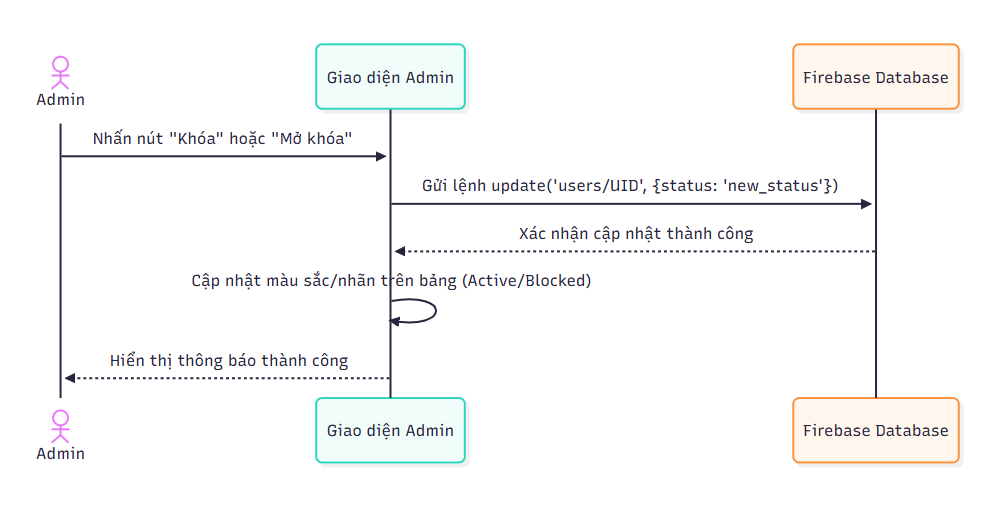 Giao diện Admin
Firebase Database
Admin
Nhấn nút "Khóa" hoặc "Mở khóa"
Gửi lệnh update('users/UID', {status: 'new_status'})
Xác nhận cập nhật thành công
Cập nhật màu sắc/nhãn trên bảng (Active/Blocked)
Hiển thị thông báo thành công
Giao diện Admin
Firebase Database
Admin